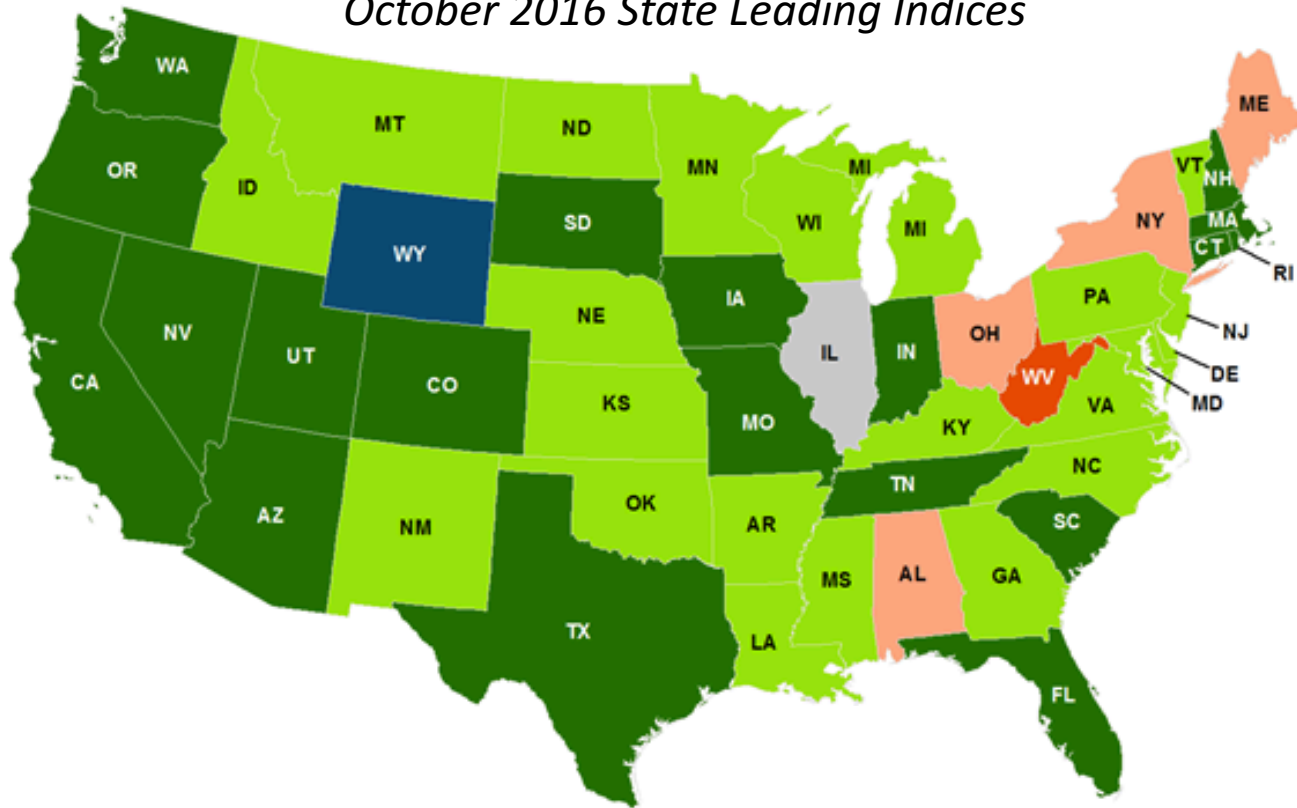 October 2016 State Leading Indices
WA
ME
MT
ND
OR
MN
MI
VT
NH
ID
NY
MA
WI
MI
SD
CT
WY
RI
IA
PA
NE
NJ
NV
OH
UT
IL
IN
DE
CA
CO
WV
MD
KS
VA
MO
KY
NC
TN
OK
AZ
SC
AR
NM
MS
AL
GA
TX
LA
FL